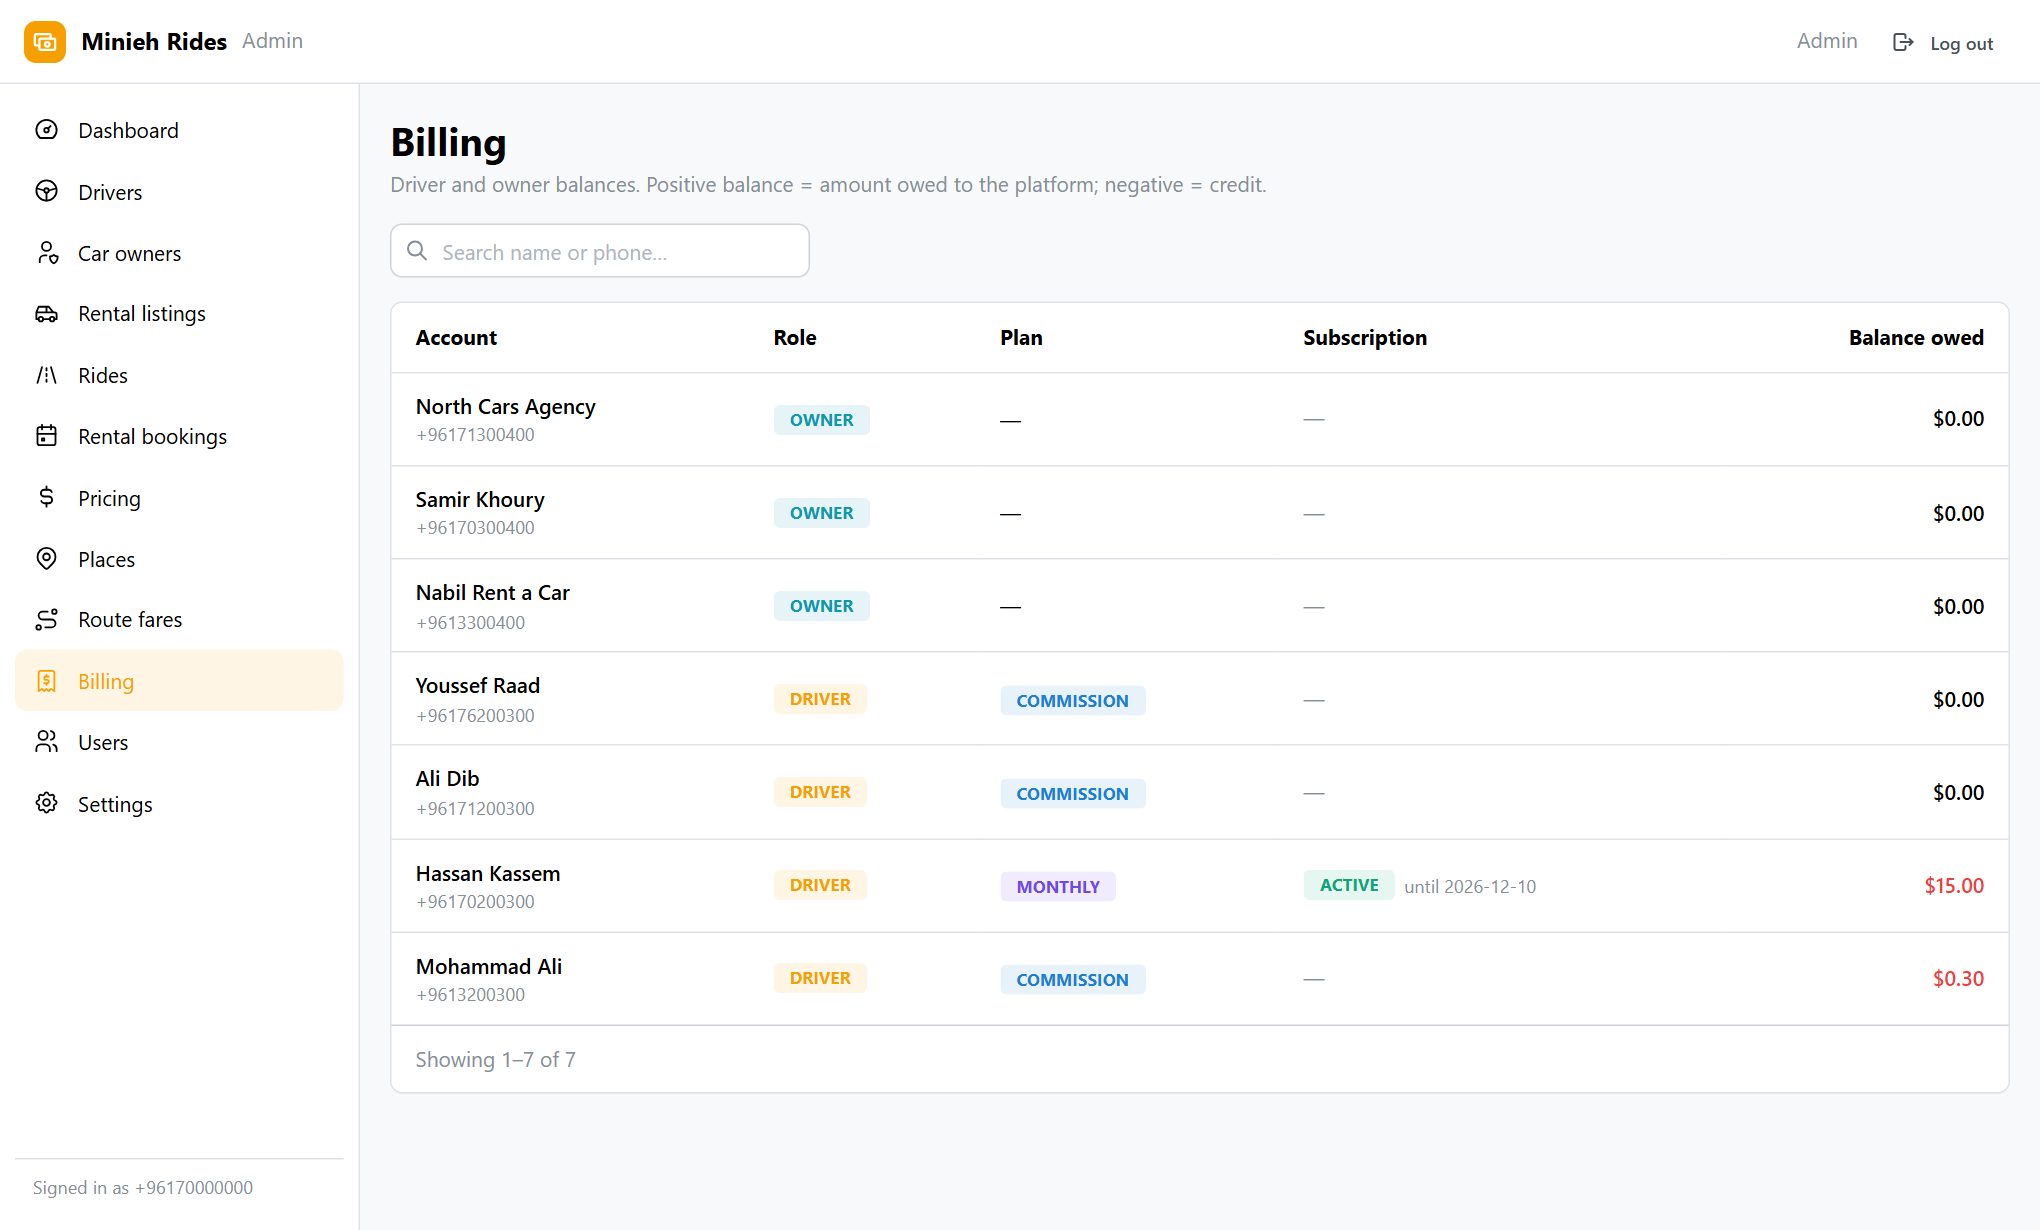 Minieh Rides Admin
Admin Log out
Dashboard
Drivers
Car owners
Rental listings
Rides
Rental bookings
Pricing
Places
Route fares
Billing
Users
Settings
Signed in as +96170000000
Billing
Driver and owner balances. Positive balance = amount owed to the platform; negative = credit.
Search name or phone...
Account Role Plan Subscription Balance owed
North Cars Agency
+96171300400
OWNER — — $0.00
Samir Khoury
+96170300400
OWNER — — $0.00
Nabil Rent a Car
+9613300400
OWNER — — $0.00
Youssef Raad
+96176200300
DRIVER COMMISSION — $0.00
Ali Dib
+96171200300
DRIVER COMMISSION — $0.00
Hassan Kassem
+96170200300
DRIVER MONTHLY ACTIVE until 2026-12-10 $15.00
Mohammad Ali
+9613200300
DRIVER COMMISSION — $0.30
Showing 1–7 of 7